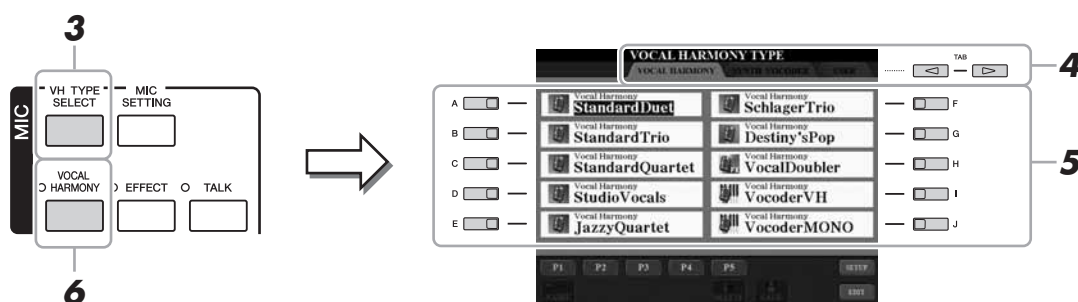 3
VH TYPE SELECT
MIC SETTING
MIC
VOCAL HARMONY
EFFECT
TALK
6
VOCAL HARMONY TYPE
VOCAL HARMONY
SYNTH VOCODER
USER
TAB
4
A
Vocal Harmony
StandardDuet
Vocal Harmony
SchlagerTrio
F
B
Vocal Harmony
StandardTrio
Vocal Harmony
Destiny'sPop
G
C
Vocal Harmony
StandardQuartet
Vocal Harmony
VocalDoubler
H
5
D
Vocal Harmony
StudioVocals
Vocal Harmony
VocoderVH
I
E
Vocal Harmony
JazzyQuartet
Vocal Harmony
VocoderMONO
J
P1
P2
P3
P4
P5
SETUP
EDIT